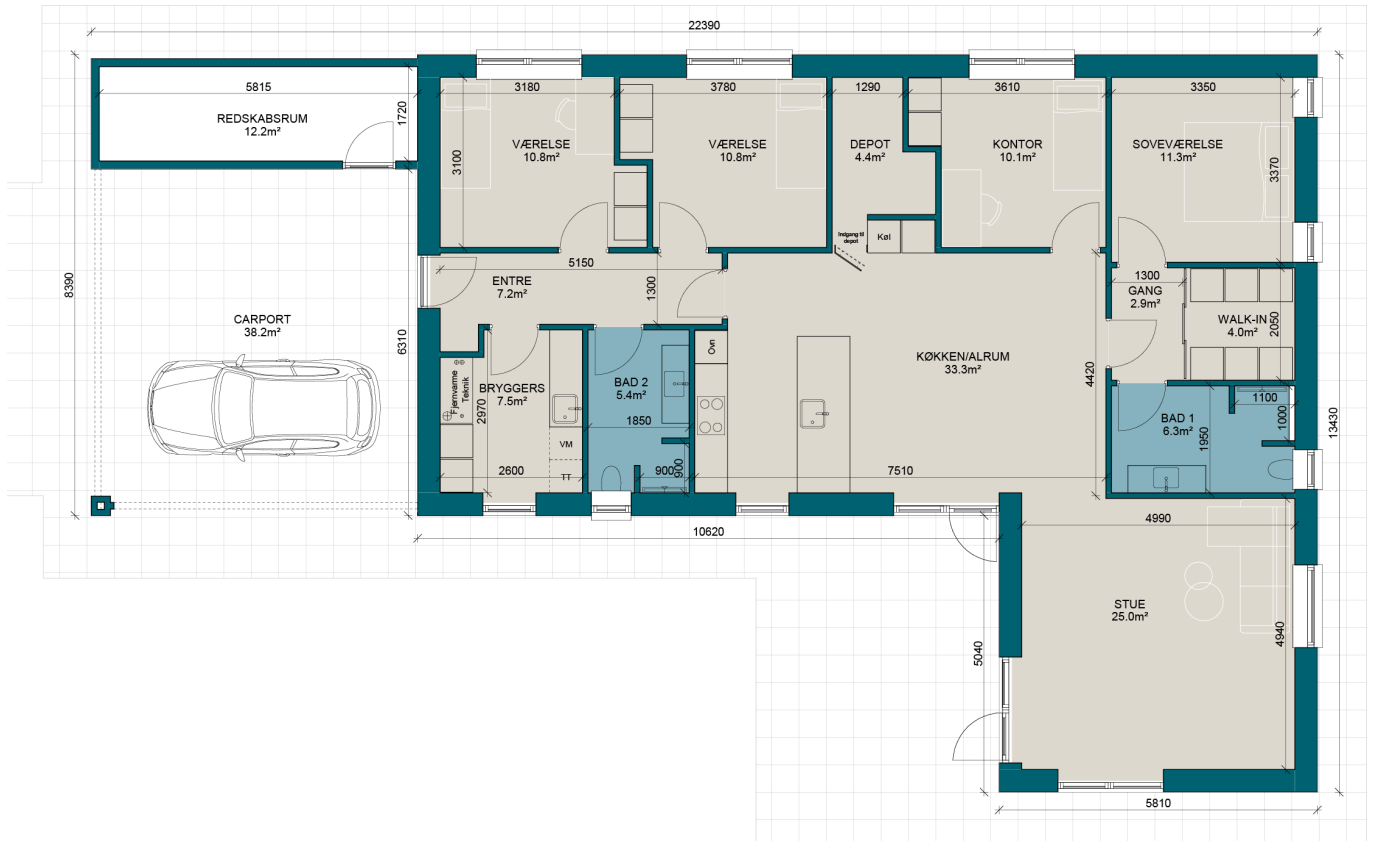 22390
5815
1720
REDSKABSRUM
12.2m²
3180
3100
VÆRELSE
10.8m²
3780
VÆRELSE
10.8m²
1290
DEPOT
4.4m²
Indgang til
depot
Køl
3610
KONTOR
10.1m²
3350
SOVEVÆRELSE
11.3m²
3370
8390
CARPORT
38.2m²
6310
5150
ENTRE
7.2m²
1300
1300
GANG
2.9m²
WALK-IN
4.0m²
2050
Fjernvarme
Teknik
BRYGGERS
7.5m²
2970
2600
VM
TT
BAD 2
5.4m²
1850
900
900
Ovn
KØKKEN/ALRUM
33.3m²
4420
7510
BAD 1
6.3m²
1950
1100
1000
13430
10620
4990
STUE
25.0m²
4940
5040
5810